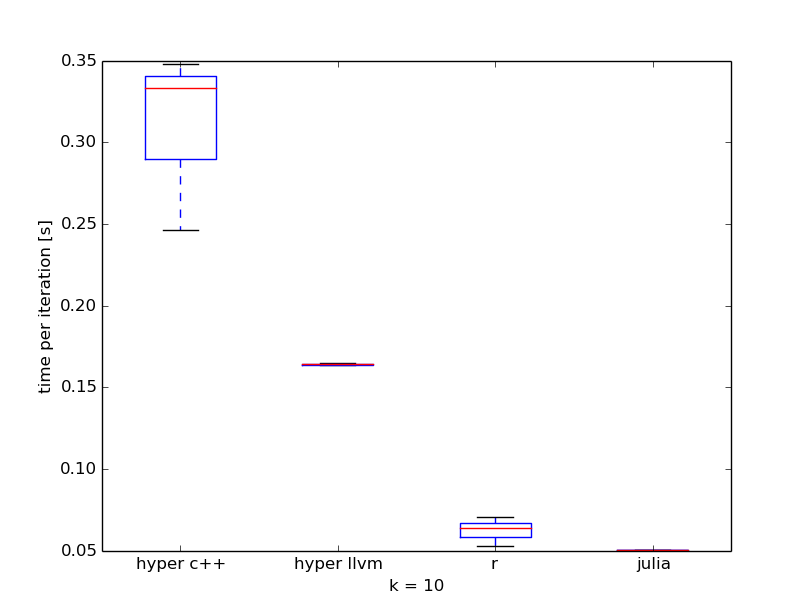 time per iteration [s]
0.35
0.30
0.25
0.20
0.15
0.10
0.05
hyper c++ hyper llvm r julia
k = 10